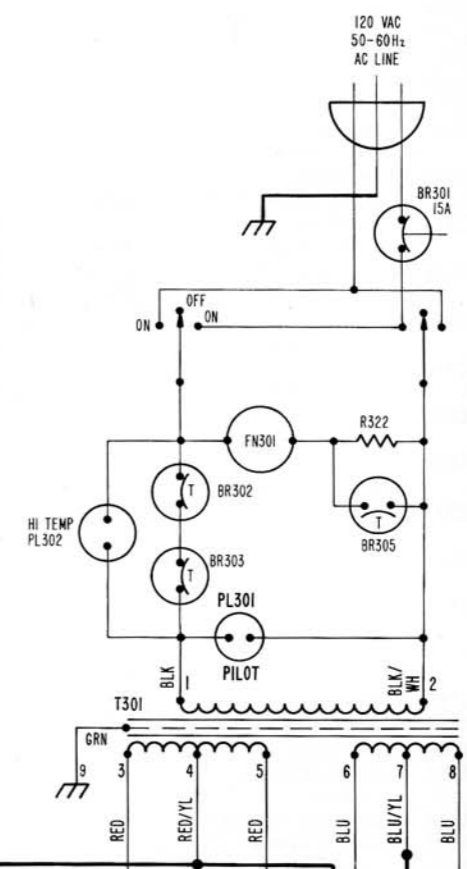 120 VAC
50-60Hz
AC LINE
BR301
15A
OFF
ON
ON
R322
FN301
T
BR302
HI TEMP
PL302
T
BR305
T
BR303
PL301
PILOT
BLK
1
BLK/
WH
2
T301
GRN
9
3
4
5
6
7
8
RED
RED/YL
RED
BLU
BLU/YL
BLU